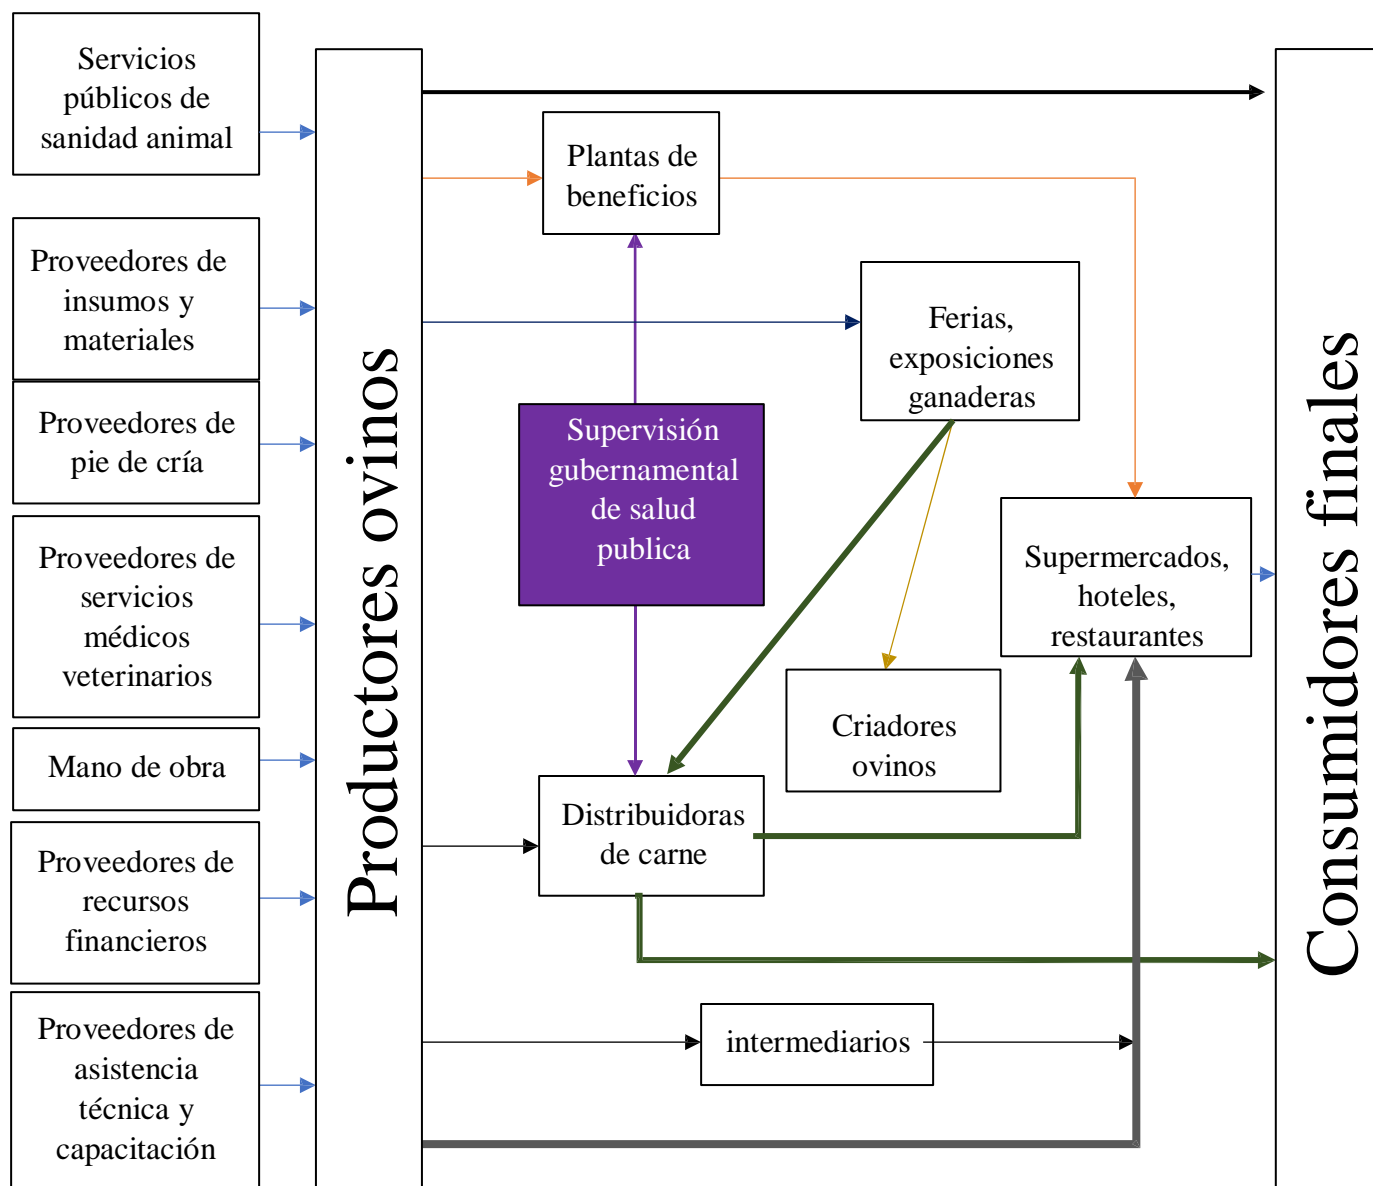 Servicios
públicos de
sanidad animal
Proveedores de
insumos y
materiales
Proveedores de
pie de cría
Proveedores de
servicios
médicos
veterinarios
Mano de obra
Proveedores de
recursos
financieros
Proveedores de
asistencia
técnica y
capacitación
Productores ovinos
Plantas de
beneficios
Ferias,
exposiciones
ganaderas
Supervisión
gubernamental
de salud
publica
Supermercados,
hoteles,
restaurantes
Criadores
ovinos
Distribuidoras
de carne
intermediarios
Consumidores finales